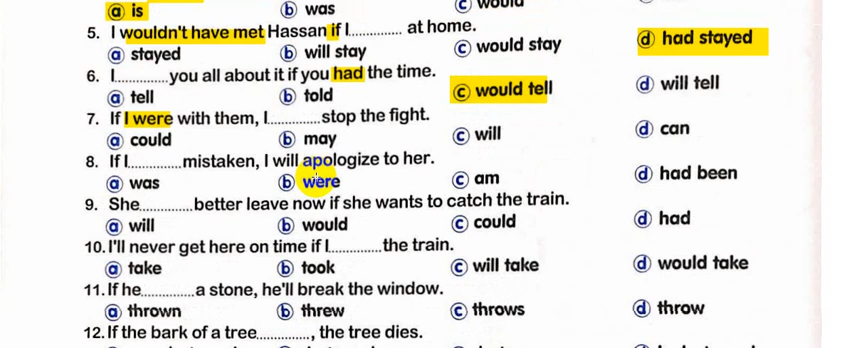 ⓐ is ⓑ was ⓒ would
5. I wouldn't have met Hassan if I............. at home.
ⓐ stayed ⓑ will stay ⓒ would stay ⓓ had stayed
6. I.............you all about it if you had the time.
ⓐ tell ⓑ told ⓒ would tell ⓓ will tell
7. If I were with them, I.............stop the fight.
ⓐ could ⓑ may ⓒ will ⓓ can
8. If I.............mistaken, I will apologize to her.
ⓐ was ⓑ were ⓒ am ⓓ had been
9. She.............better leave now if she wants to catch the train.
ⓐ will ⓑ would ⓒ could ⓓ had
10. I'll never get here on time if I.............the train.
ⓐ take ⓑ took ⓒ will take ⓓ would take
11. If he.............a stone, he'll break the window.
ⓐ thrown ⓑ threw ⓒ throws ⓓ throw
12. If the bark of a tree............., the tree dies.